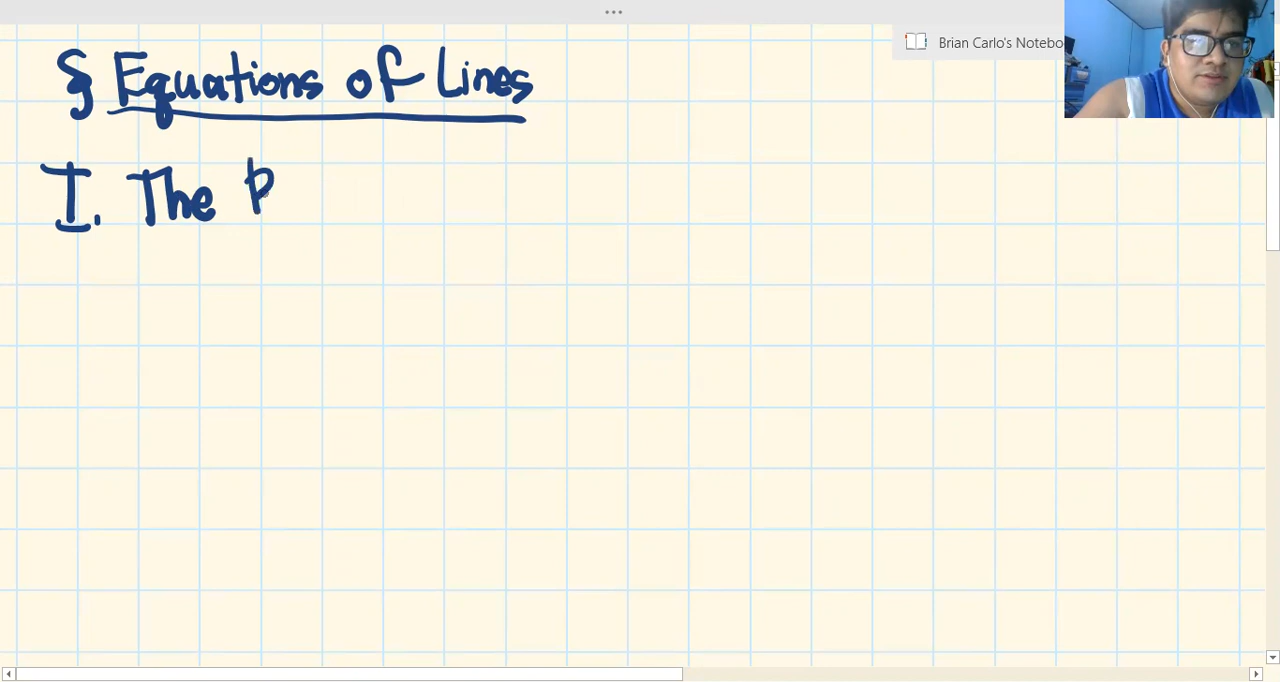 Brian Carlo's Notebo
§ Equations of Lines
I. The P